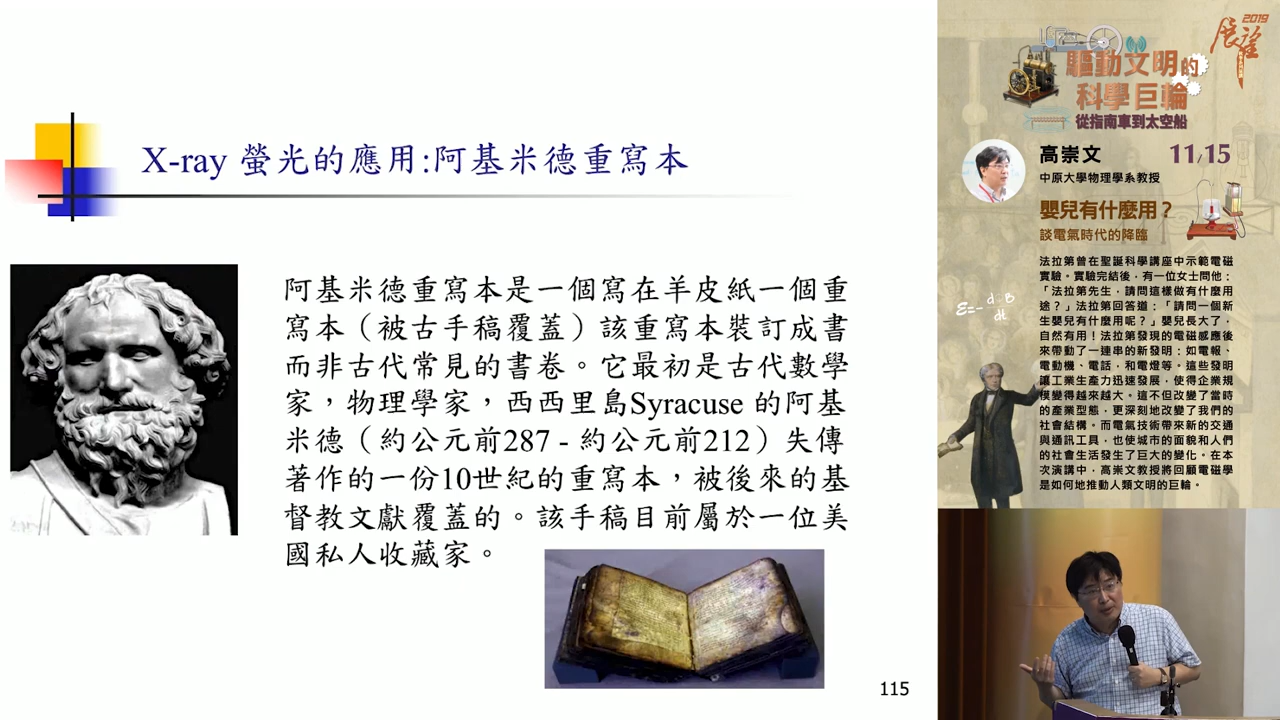 X-ray 螢光的應用:阿基米德重寫本
阿基米德重寫本是一個寫在羊皮紙一個重
寫本（被古手稿覆蓋）該重寫本裝訂成書
而非古代常見的書卷。它最初是古代數學
家，物理學家，西西里島Syracuse 的阿基
米德（約公元前287 - 約公元前212）失傳
著作的一份10世紀的重寫本，被後來的基
督教文獻覆蓋的。該手稿目前屬於一位美
國私人收藏家。
115
2019
展望
驅動文明的
科學巨輪
從指南車到太空船
高崇文
11/15
中原大學物理學系教授
嬰兒有什麼用？
談電氣時代的降臨
法拉第曾在聖誕科學講座中示範電磁
實驗。實驗完結後，有一位女士問他：
「法拉第先生，請問這樣做有什麼用
途？」法拉第回答道：「請問一個新
生嬰兒有什麼用呢？」嬰兒長大了，
自然有用！法拉第發現的電磁感應後
來帶動了一連串的新發明：如電報、
電動機、電話，和電燈等。這些發明
讓工業生產力迅速發展，使得企業規
模變得越來越大。這不但改變了當時
的產業型態，更深刻地改變了我們的
社會結構。而電氣技術帶來新的交通
與通訊工具，也使城市的面貌和人們
的社會生活發生了巨大的變化。在本
次演講中，高崇文教授將回顧電磁學
是如何地推動人類文明的巨輪。